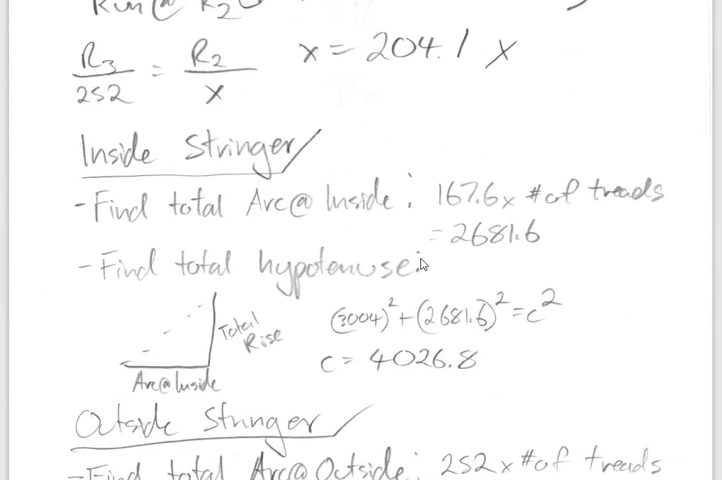 Run @ R2
R3/252 = R2/x x = 204.1 x
Inside Stringer/
- Find total Arc @ Inside: 167.6 x # of treads
= 2681.6
- Find total hypotenuse:
(3004)² + (2681.6)² = c²
Total Rise
c = 4026.8
Arc @ Inside
Outside Stringer/
- Find total Arc @ Outside: 252 x # of treads